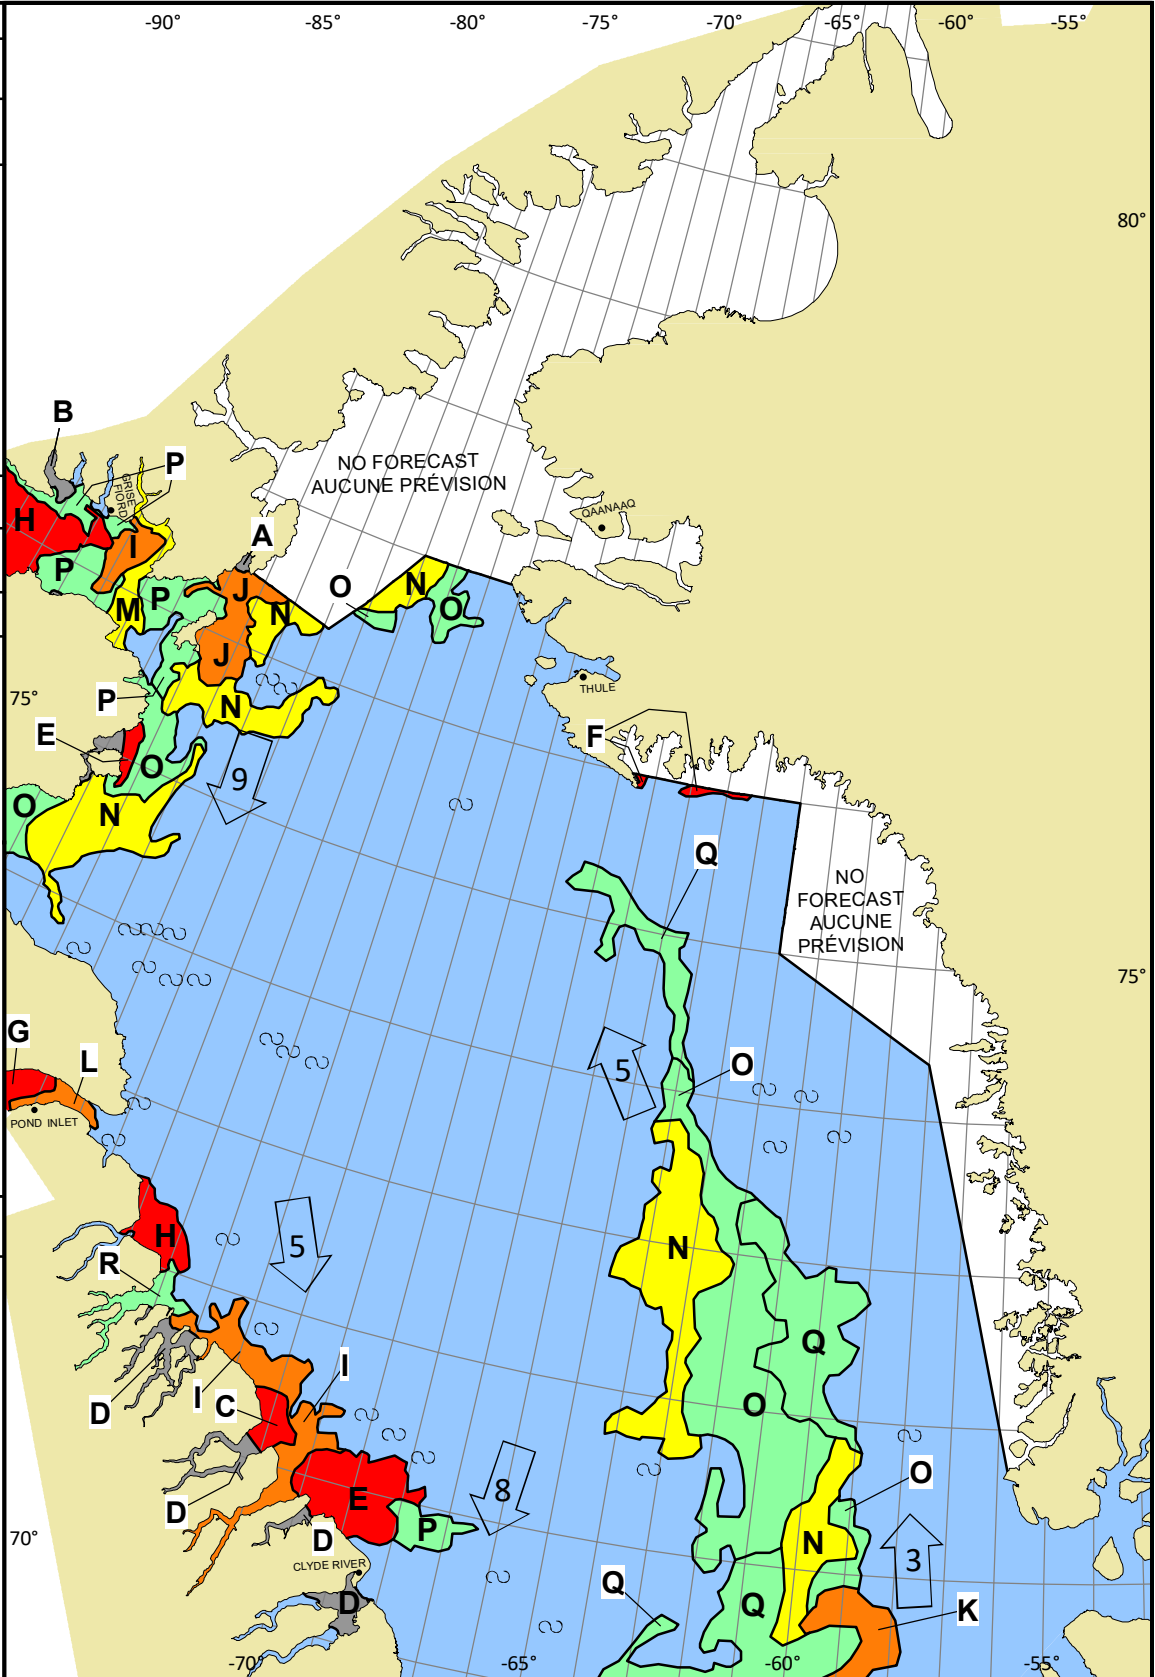 -90° -85° -80° -75° -70° -65° -60° -55°
80°
B
P
NO FORECAST
AUCUNE PRÉVISION
GRISE
FIORD
QAANAAQ
H
A
I
P
O
N
J
M
P
N
O
J
THULE
75°
P
N
E
F
O
9
O
N
Q
NO
FORECAST
AUCUNE
PRÉVISION
75°
G
L
5
O
POND INLET
H
5
N
R
Q
I
I
D
C
O
O
E
8
D
P
70°
D
N
CLYDE RIVER
3
Q
D
Q
K
-70° -65° -60° -55°